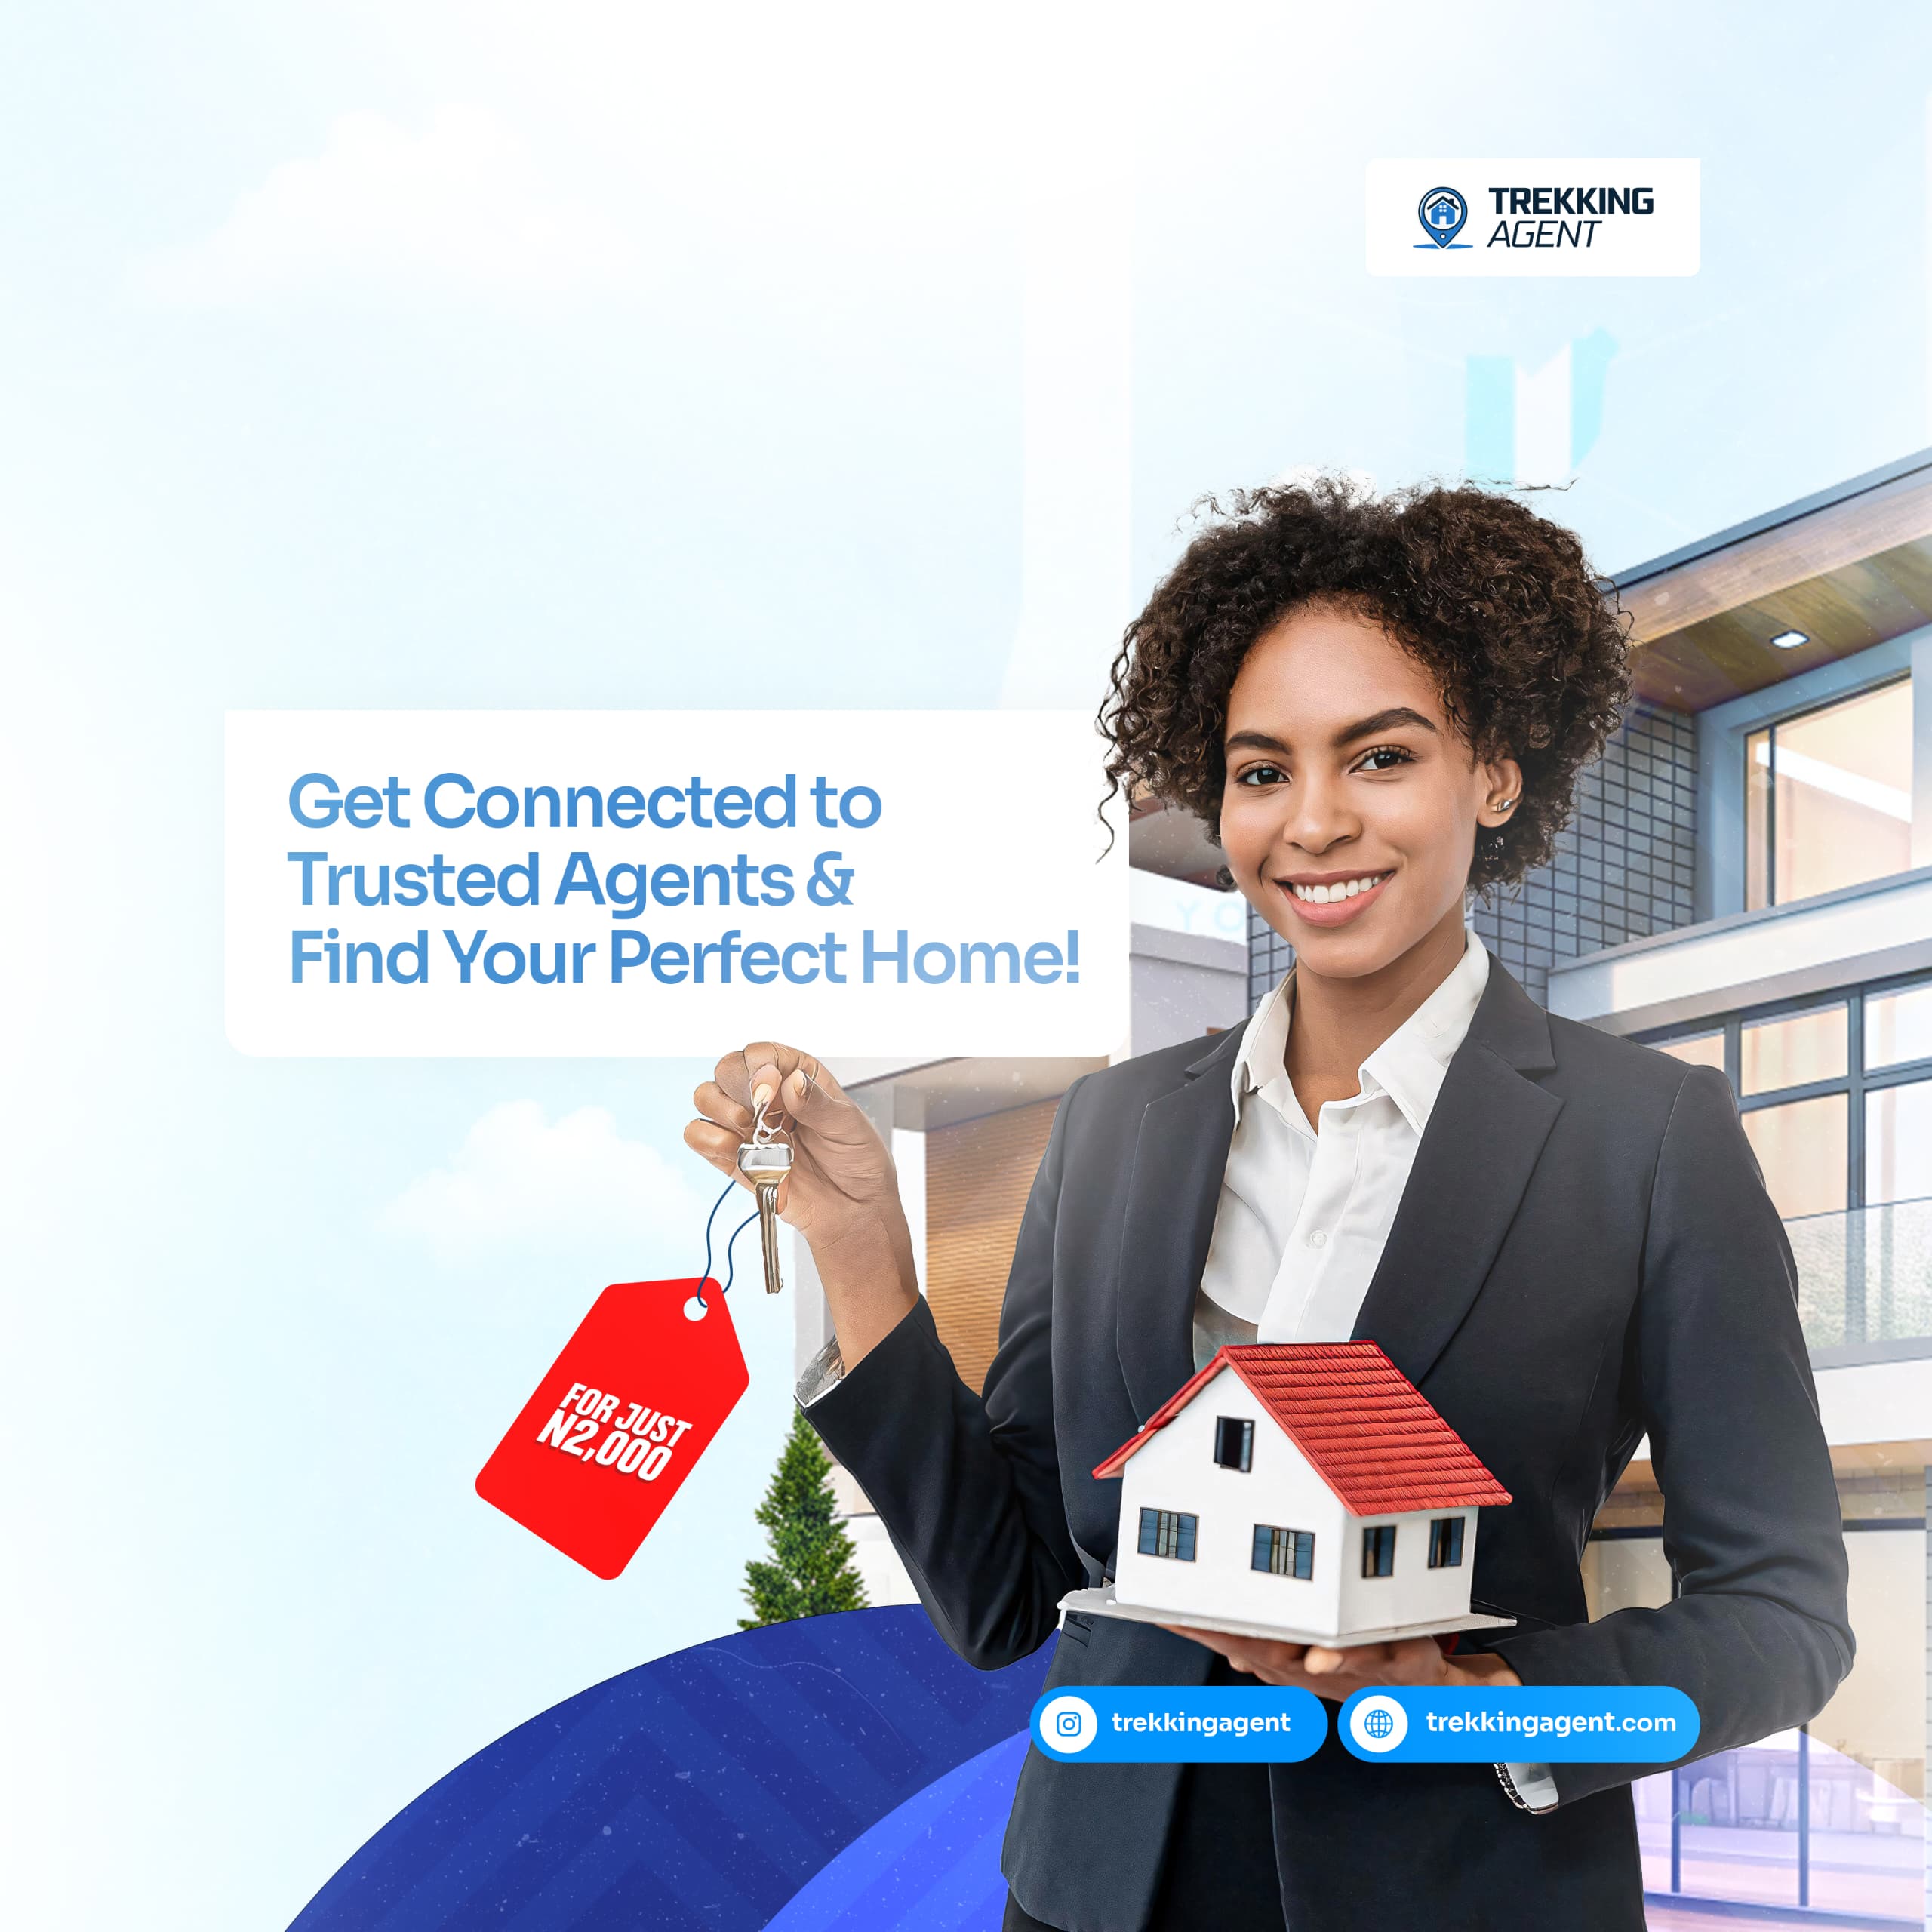 TREKKING
AGENT
Get Connected to
Trusted Agents &
Find Your Perfect Home!
FOR JUST
N2,000
trekkingagent
trekkingagent.com